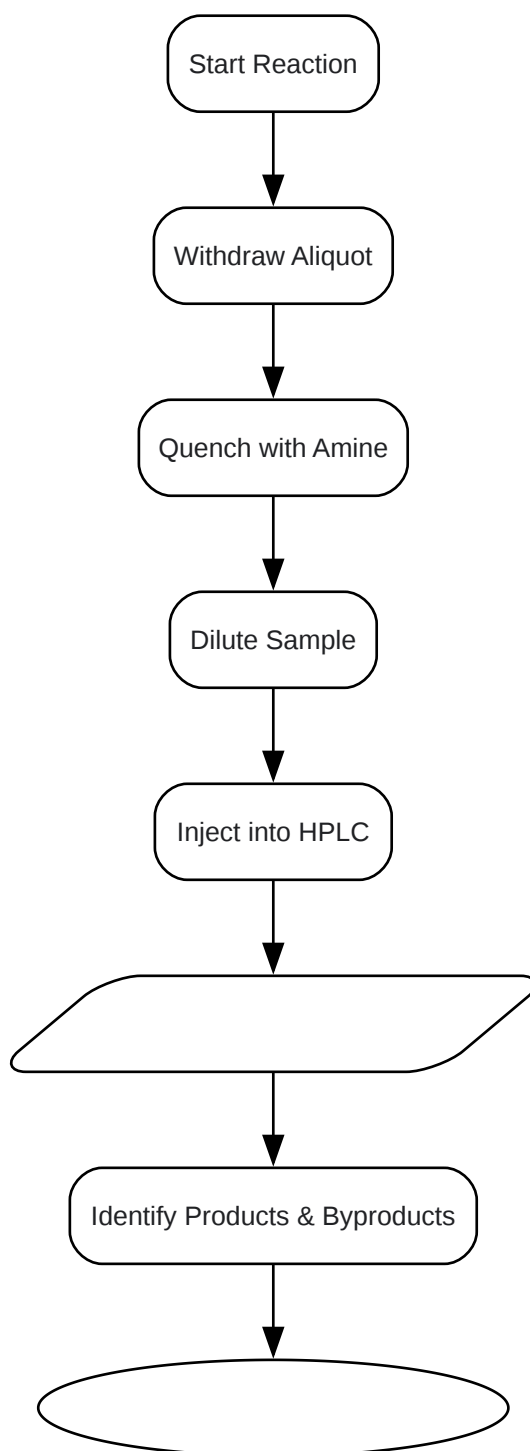 Start Reaction
Withdraw Aliquot
Quench with Amine
Dilute Sample
Inject into HPLC
Identify Products & Byproducts